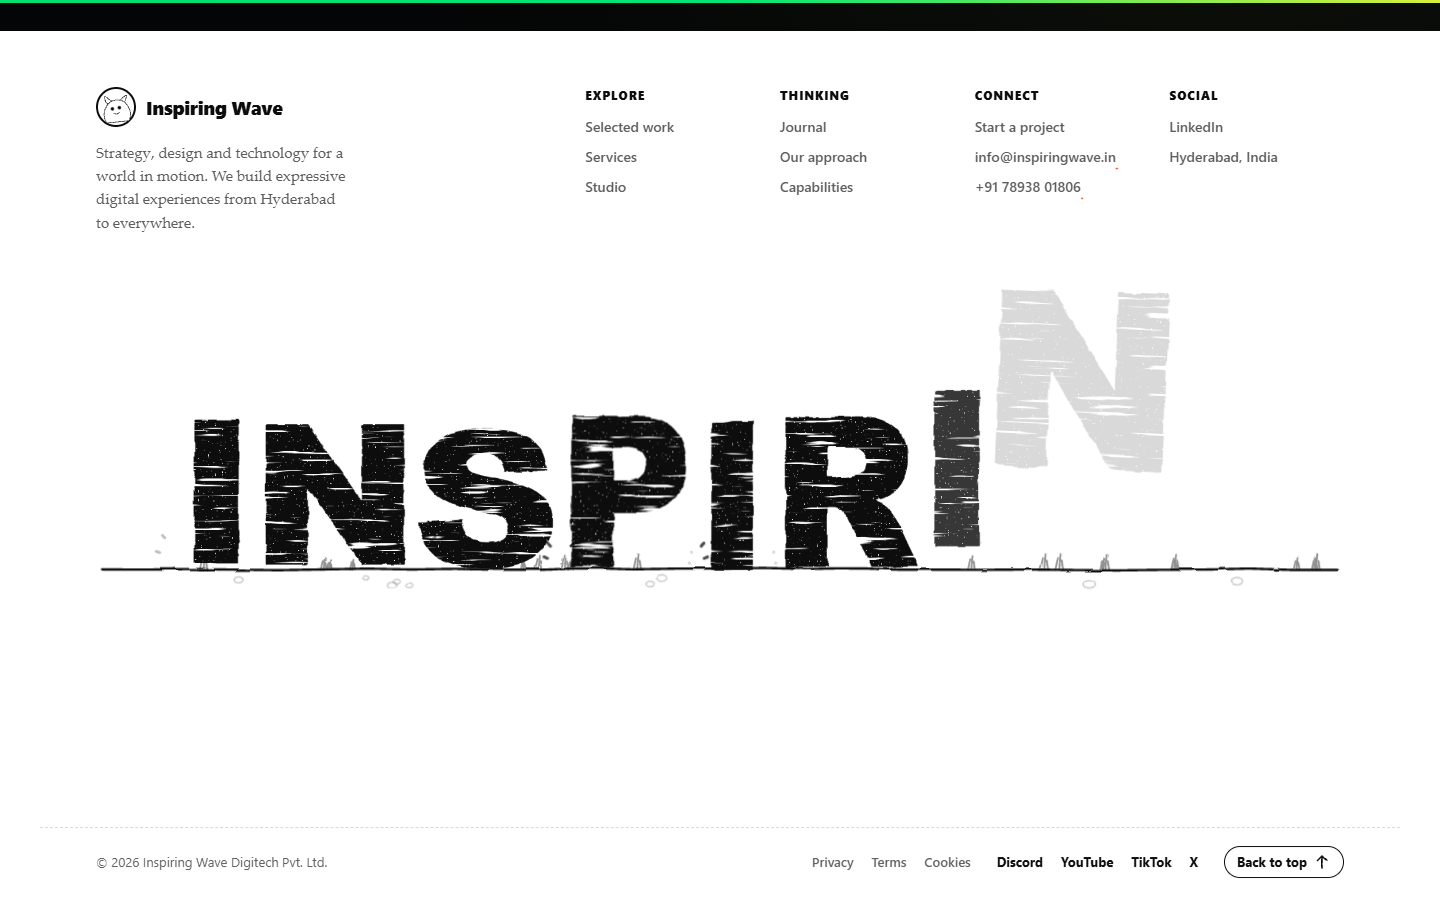 Inspiring Wave
Strategy, design and technology for a
world in motion. We build expressive
digital experiences from Hyderabad
to everywhere.
EXPLORE
Selected work
Services
Studio
THINKING
Journal
Our approach
Capabilities
CONNECT
Start a project
info@inspiringwave.in
+91 78938 01806
SOCIAL
LinkedIn
Hyderabad, India
INSPIRIN
© 2026 Inspiring Wave Digitech Pvt. Ltd.
Privacy Terms Cookies Discord YouTube TikTok X Back to top ↑